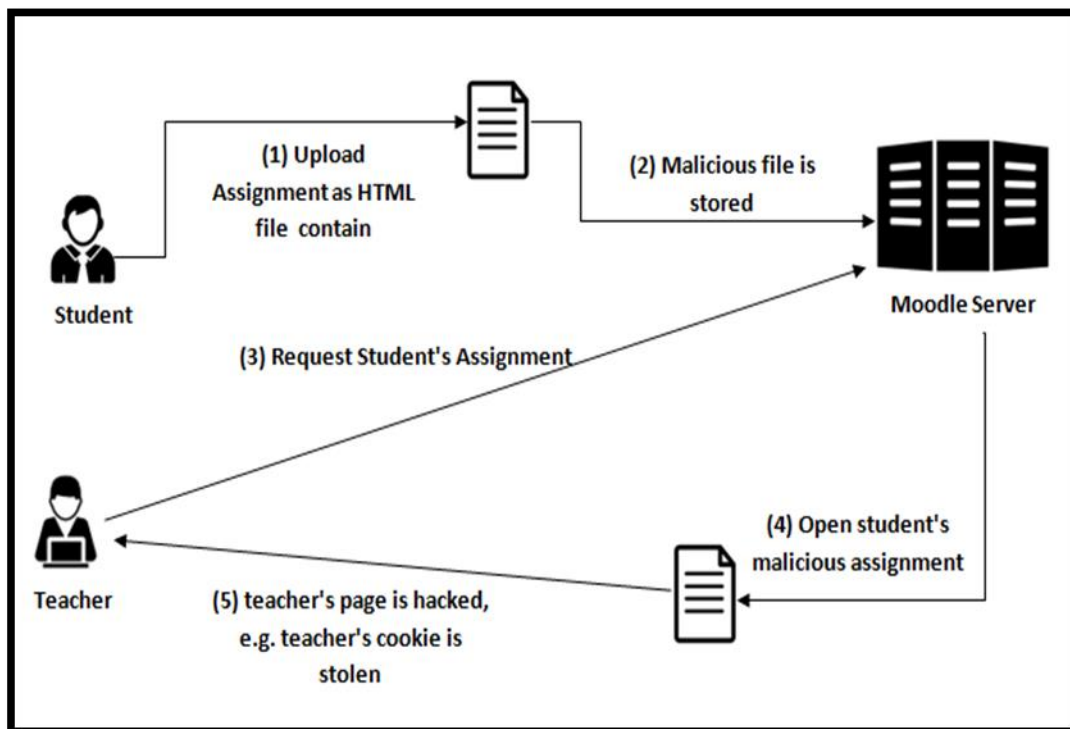 (1) Upload
Assignment as HTML
file contain
(2) Malicious file is
stored
Student
Moodle Server
(3) Request Student's Assignment
(4) Open student's
malicious assignment
Teacher
(5) teacher's page is hacked,
e.g. teacher's cookie is
stolen